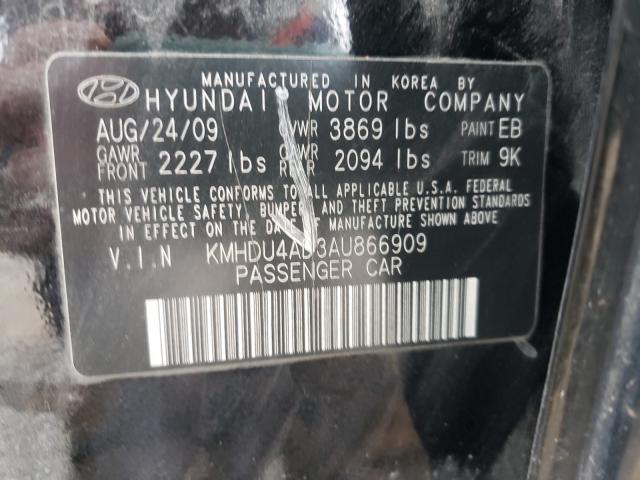 MANUFACTURED IN KOREA BY
HYUNDAI MOTOR COMPANY
AUG/24/09 GVWR 3869 lbs PAINT EB
GAWR FRONT 2227 lbs GAWR REAR 2094 lbs TRIM 9K
THIS VEHICLE CONFORMS TO ALL APPLICABLE U.S.A. FEDERAL
MOTOR VEHICLE SAFETY, BUMPER, AND THEFT PREVENTION STANDARDS
IN EFFECT ON THE DATE OF MANUFACTURE SHOWN ABOVE.
V.I.N KMHDU4AD3AU866909
PASSENGER CAR